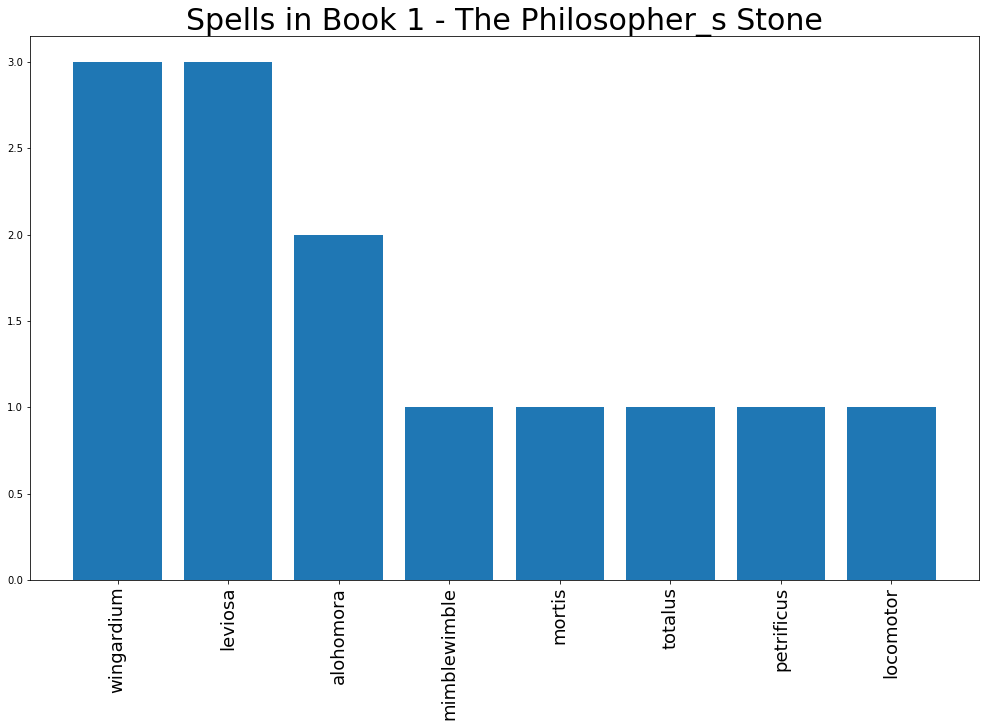 Spells in Book 1 - The Philosopher_s Stone
3.0
2.5
2.0
1.5
1.0
0.5
0.0
wingardium
leviosa
alohomora
mimblewimble
mortis
totalus
petrificus
locomotor